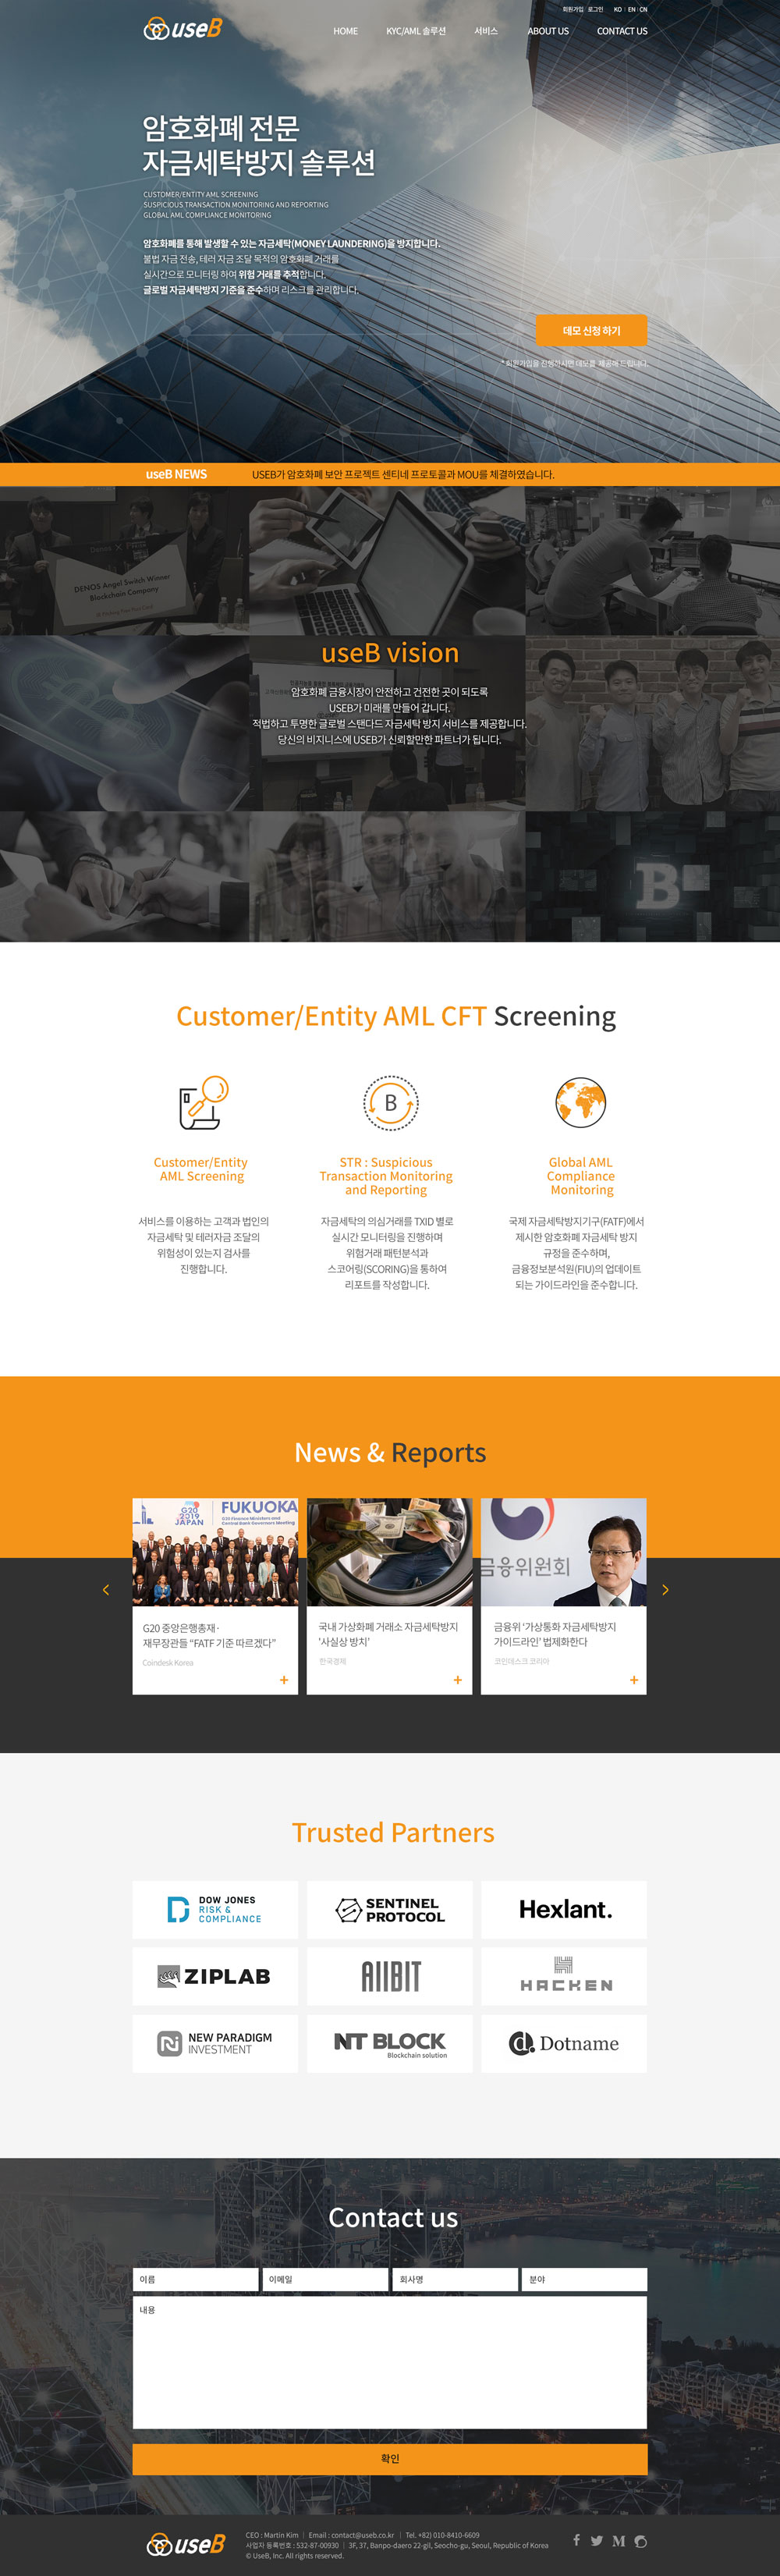 회원가입 | 로그인 KO | EN | CN
useB
HOME KYC/AML 솔루션 서비스 ABOUT US CONTACT US
암호화폐 전문
자금세탁방지 솔루션
CUSTOMER/ENTITY AML SCREENING
SUSPICIOUS TRANSACTION MONITORING AND REPORTING
GLOBAL AML COMPLIANCE MONITORING
암호화폐를 통해 발생할 수 있는 자금세탁(MONEY LAUNDERING)을 방지합니다.
불법 자금 전송, 테러 자금 조달 목적의 암호화폐 거래를
실시간으로 모니터링 하여 위험 거래를 추적합니다.
글로벌 자금세탁방지 기준을 준수하며 리스크를 관리합니다.
데모 신청 하기
* 회원가입을 진행하시면 데모를 제공해 드립니다.
useB NEWS USEB가 암호화폐 보안 프로젝트 센티네 프로토콜과 MOU를 체결하였습니다.
DENOS Angel Switch Winner
Blockchain Company
useB vision
암호화폐 금융시장이 안전하고 건전한 곳이 되도록
USEB가 미래를 만들어 갑니다.
적법하고 투명한 글로벌 스탠다드 자금세탁 방지 서비스를 제공합니다.
당신의 비지니스에 USEB가 신뢰할만한 파트너가 됩니다.
B
Customer/Entity AML CFT Screening
B
Customer/Entity
AML Screening
서비스를 이용하는 고객과 법인의
자금세탁 및 테러자금 조달의
위험성이 있는지 검사를
진행합니다.
STR : Suspicious
Transaction Monitoring
and Reporting
자금세탁의 의심거래를 TXID 별로
실시간 모니터링을 진행하며
위험거래 패턴분석과
스코어링(SCORING)을 통하여
리포트를 작성합니다.
Global AML
Compliance
Monitoring
국제 자금세탁방지기구(FATF)에서
제시한 암호화폐 자금세탁 방지
규정을 준수하며,
금융정보분석원(FIU)의 업데이트
되는 가이드라인을 준수합니다.
News & Reports
G20
2019
JAPAN
FUKUOKA
G20 Finance Ministers and
Central Bank Governors Meeting
금융위원회
G20 중앙은행총재·
재무장관들 “FATF 기준 따르겠다”
Coindesk Korea
+
국내 가상화폐 거래소 자금세탁방지
'사실상 방치'
한국경제
+
금융위 ‘가상통화 자금세탁방지
가이드라인’ 법제화한다
코인데스크 코리아
+
Trusted Partners
DOW JONES
RISK &
COMPLIANCE
SENTINEL
PROTOCOL
Hexlant.
ZIPLAB
AIIBIT
HACKEN
NEW PARADIGM
INVESTMENT
NT BLOCK
Blockchain solution
d. Dotname
Contact us
이름 이메일 회사명 분야
내용
확인
useB
CEO : Martin Kim | Email : contact@useb.co.kr | Tel. +82) 010-8410-6609
사업자 등록번호 : 532-87-00930 | 3F, 37, Banpo-daero 22-gil, Seocho-gu, Seoul, Republic of Korea
© UseB, Inc. All rights reserved.